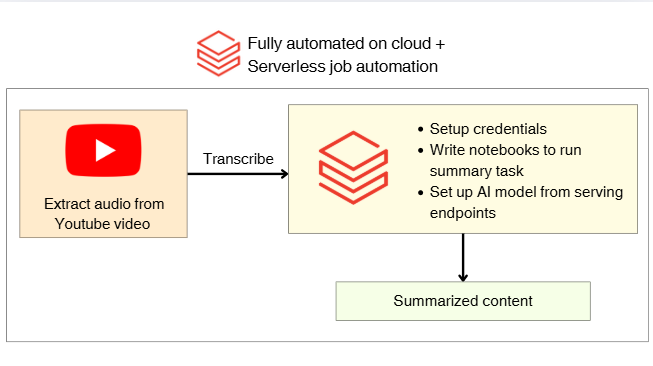 Fully automated on cloud +
Serverless job automation
Extract audio from
Youtube video
Transcribe
• Setup credentials
• Write notebooks to run
summary task
• Set up AI model from serving
endpoints
Summarized content